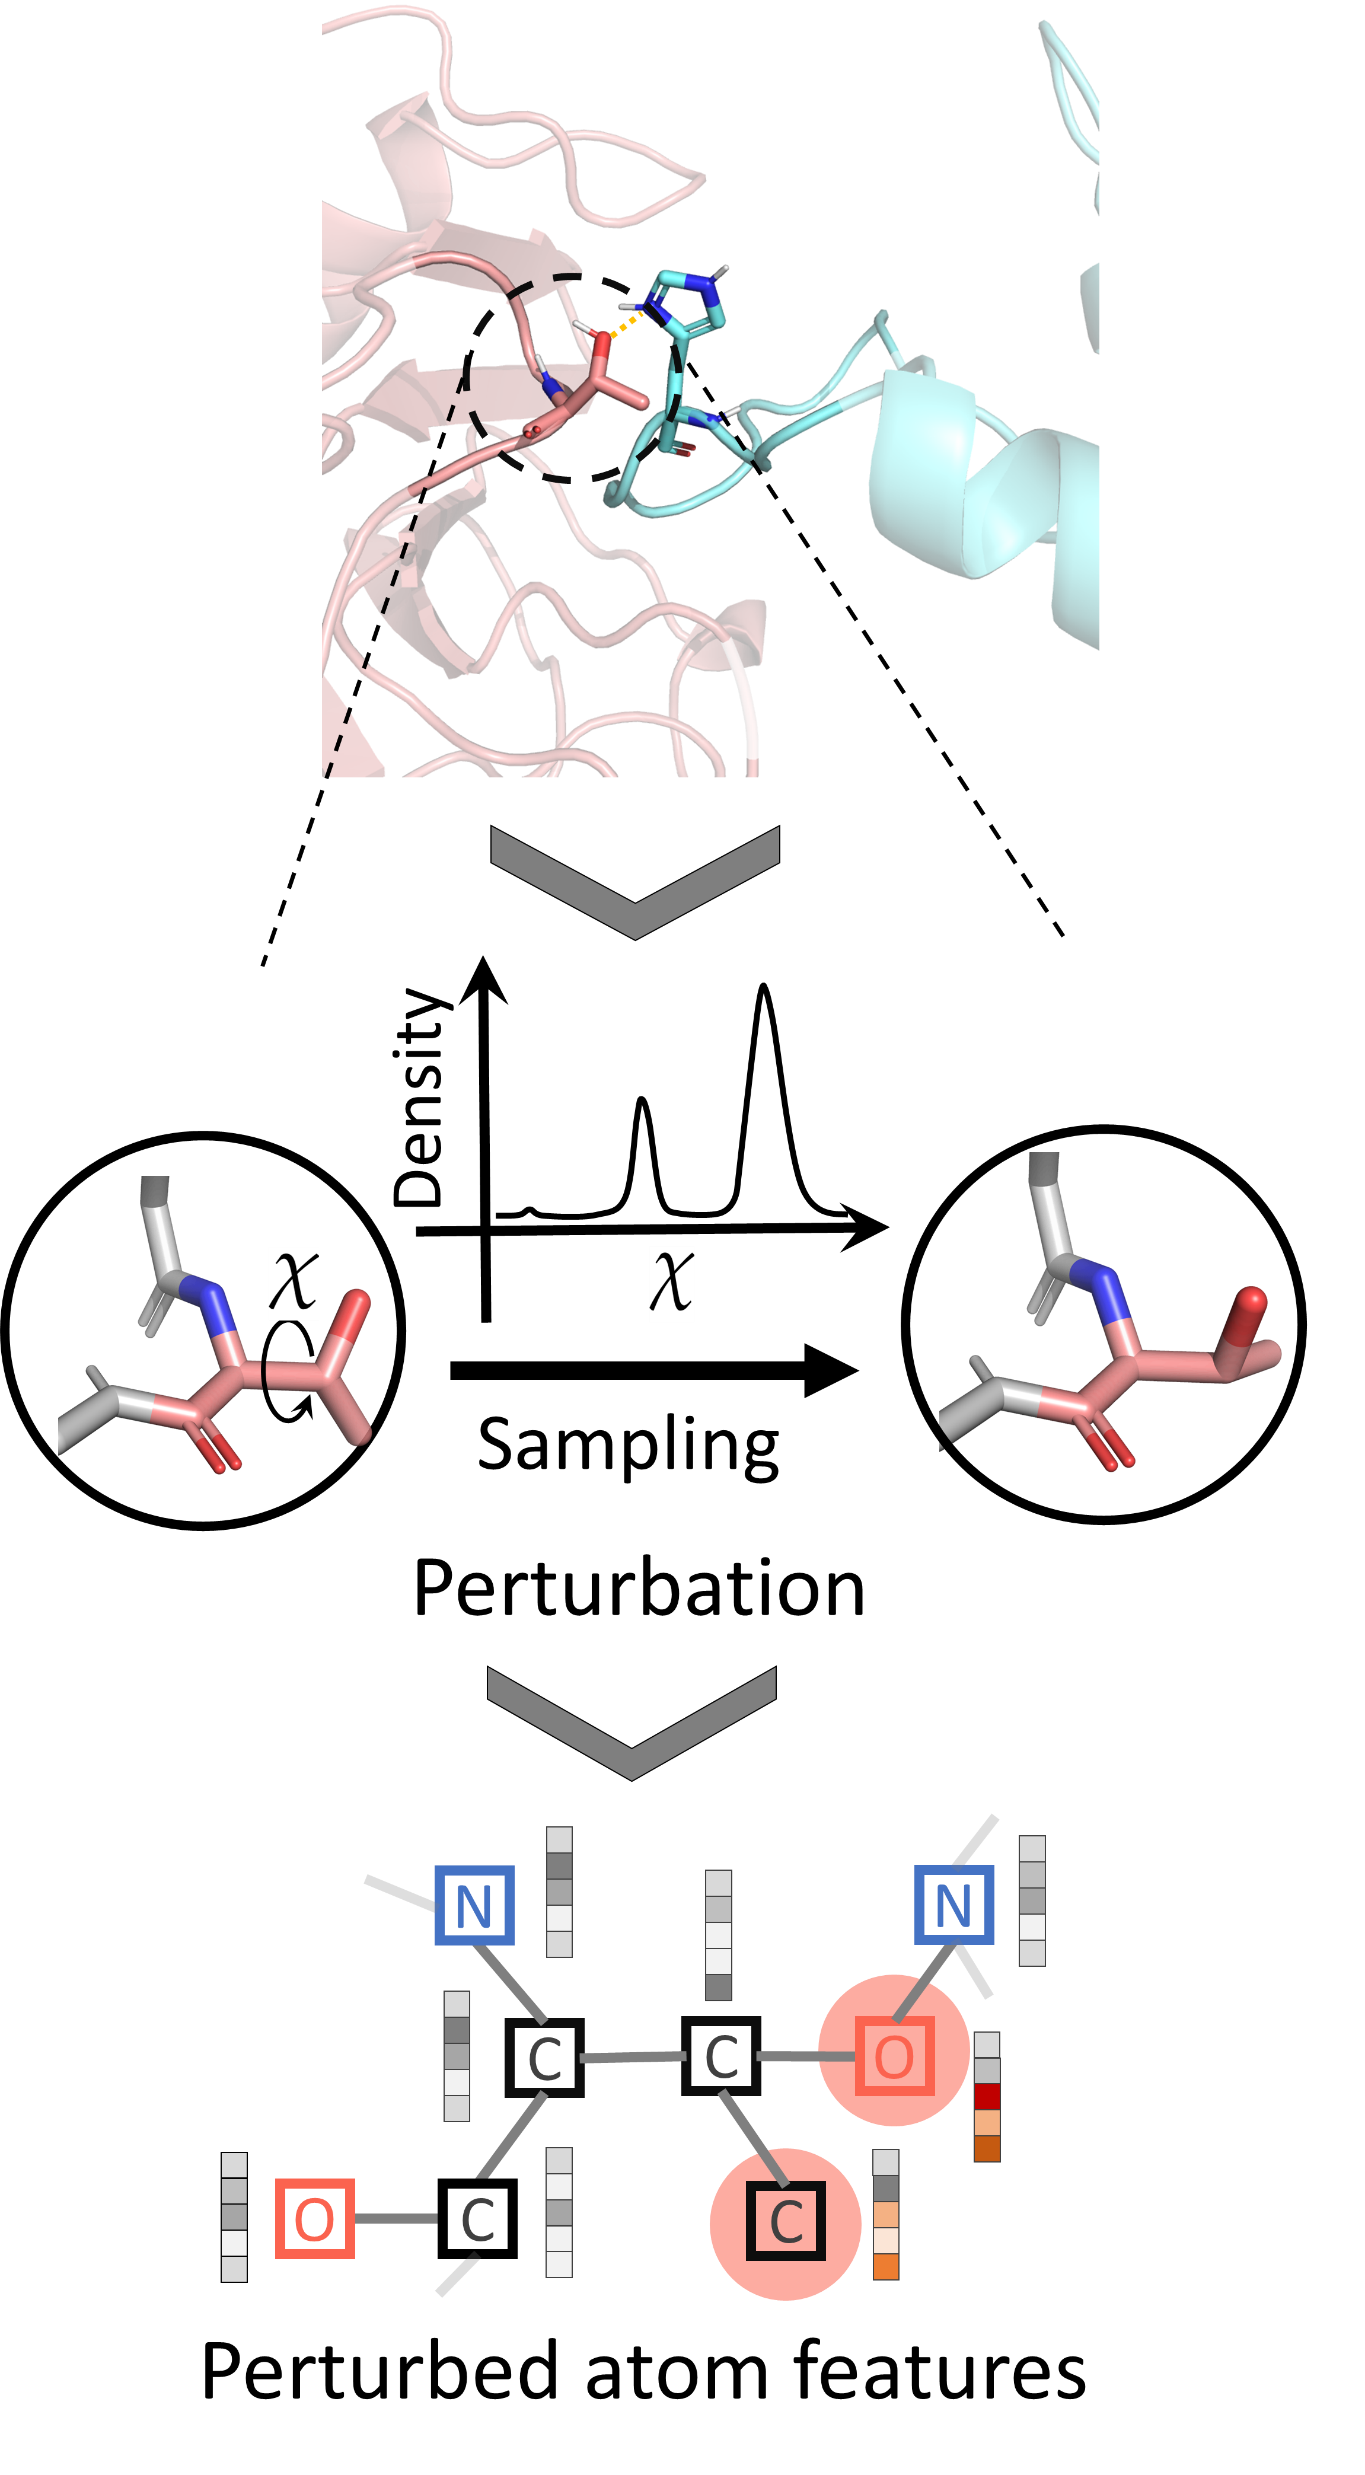 Density
χ
χ
Sampling
Perturbation
N
N
C
C
O
O
C
C
Perturbed atom features